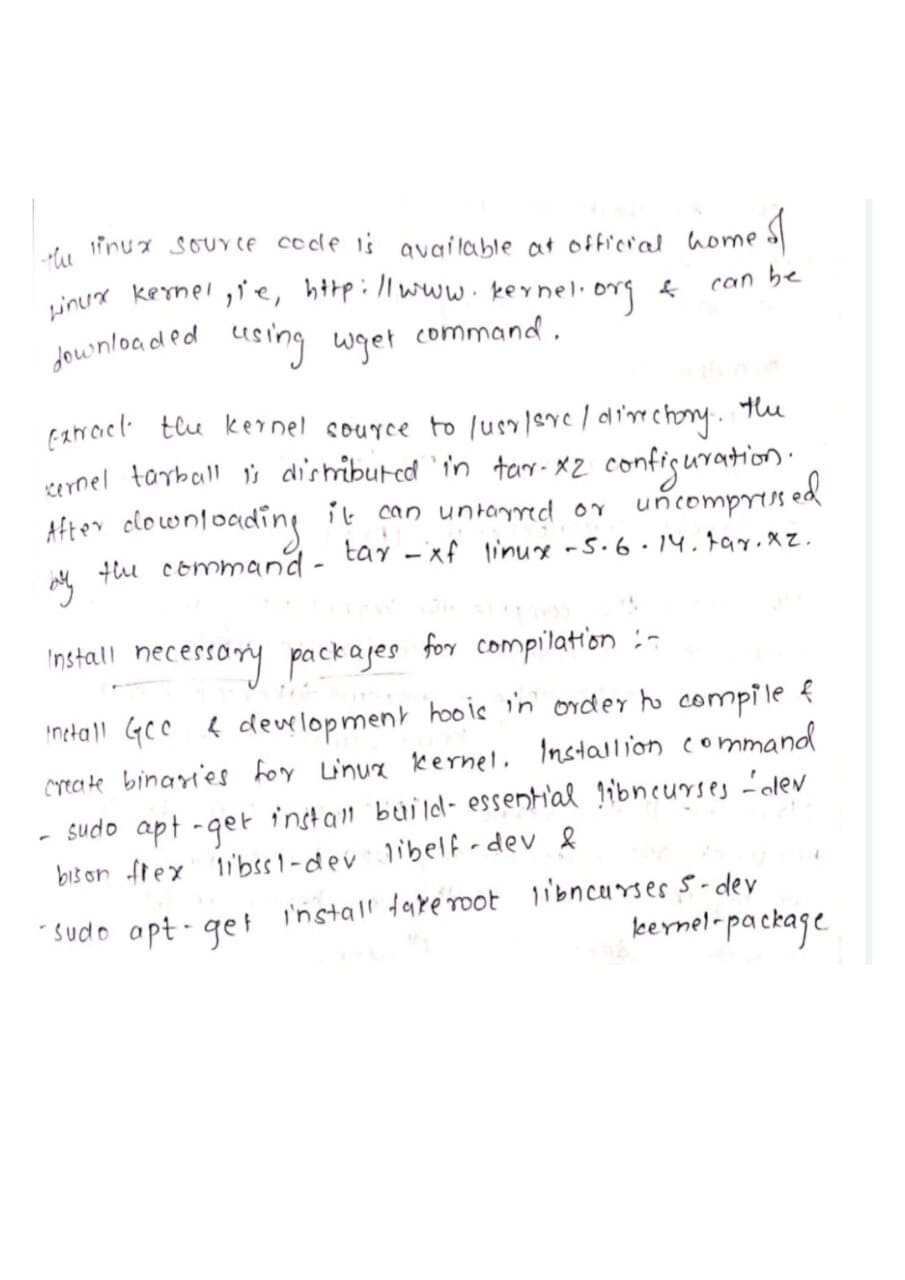 the linux source code is available at official home of
Linux kernel, i.e, http://www.kernel.org & can be
downloaded using wget command.
Extract the kernel source to /usr/src/directory. The
kernel tarball is distributed in tar.xz configuration.
After downloading it can untarred or uncompressed
by the command - tar -xf linux-5.6.14.tar.xz.
Install necessary packages for compilation :-
Install GCC & development tools in order to compile &
create binaries for Linux kernel. Installion command
- sudo apt-get install build-essential libncurses-dev
bison flex libssl-dev libelf-dev &
- sudo apt-get install fakeroot libncurses5-dev
kernel-package